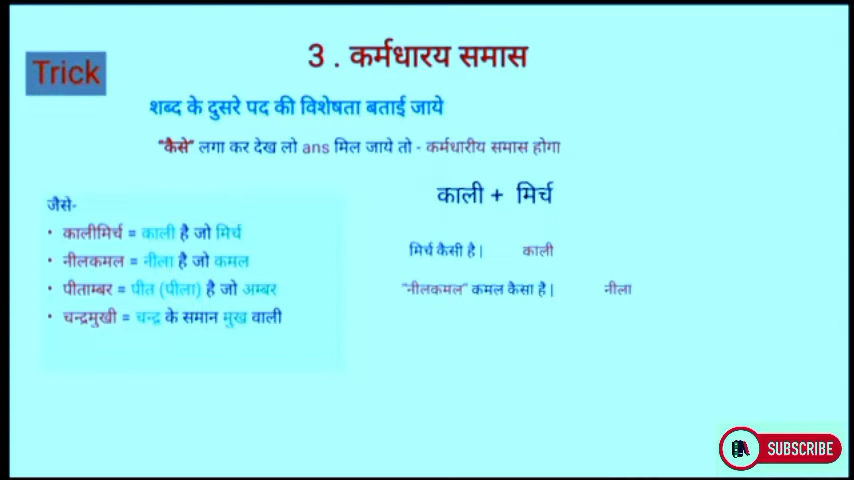 3 . कर्मधारय समास
Trick
शब्द के दुसरे पद की विशेषता बताई जाये
"कैसे" लगा कर देख लो ans मिल जाये तो - कर्मधारीय समास होगा
जैसे-
• कालीमिर्च = काली है जो मिर्च
• नीलकमल = नीला है जो कमल
• पीताम्बर = पीत (पीला) है जो अम्बर
• चन्द्रमुखी = चन्द्र के समान मुख वाली
काली + मिर्च
मिर्च कैसी है | काली
"नीलकमल" कमल कैसा है | नीला
SUBSCRIBE